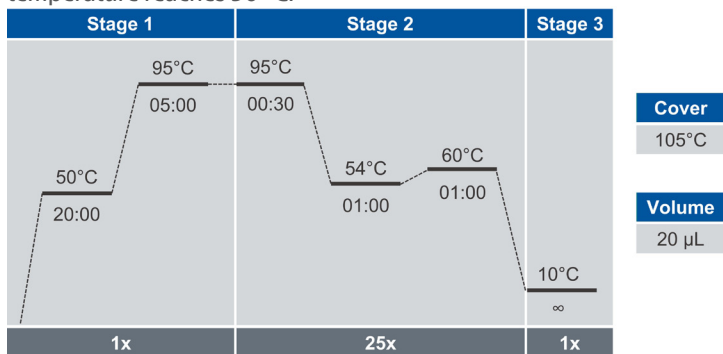 Stage 1 Stage 2 Stage 3
95°C 95°C
05:00 00:30
50°C
20:00
54°C 60°C
01:00 01:00
10°C
∞
1x 25x 1x
Cover
105°C
Volume
20 µL